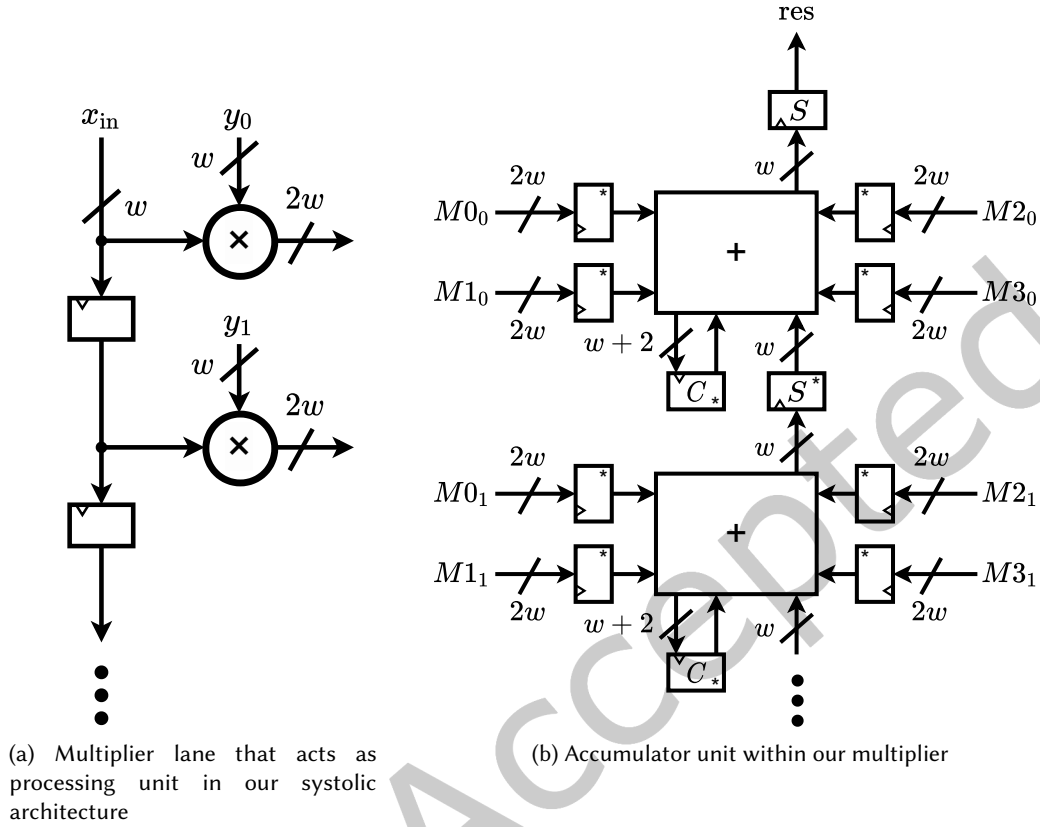 res
x_in
y_0
S
w
w
w
2w
2w
*
*
2w
M0_0
M2_0
×
+
2w
*
*
M1_0
M3_0
2w
w + 2
w
2w
y_1
C
*
S
*
w
2w
w
2w
*
*
2w
M0_1
M2_1
×
+
*
*
M1_1
M3_1
2w
w + 2
w
2w
C
*
(a) Multiplier lane that acts as
processing unit in our systolic
architecture
(b) Accumulator unit within our multiplier
Accepted